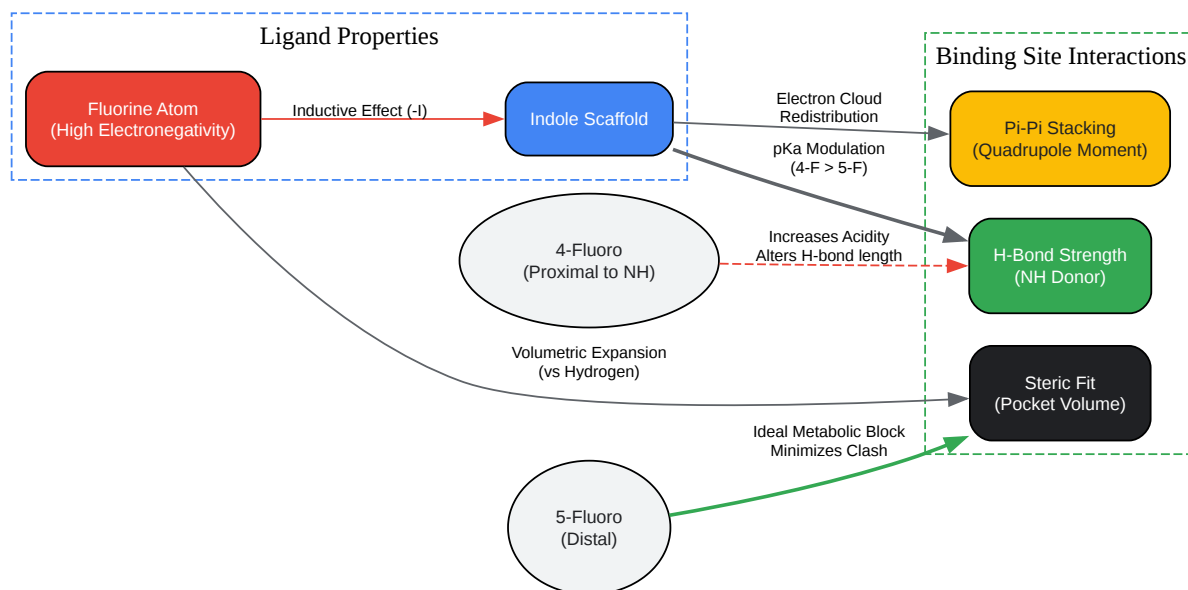 Ligand Properties
Binding Site Interactions
Fluorine Atom
(High Electronegativity)
Inductive Effect (-I)
Indole Scaffold
Electron Cloud
Redistribution
Pi-Pi Stacking
(Quadrupole Moment)
pKa Modulation
(4-F > 5-F)
4-Fluoro
(Proximal to NH)
Increases Acidity
Alters H-bond length
H-Bond Strength
(NH Donor)
Volumetric Expansion
(vs Hydrogen)
Steric Fit
(Pocket Volume)
Ideal Metabolic Block
Minimizes Clash
5-Fluoro
(Distal)